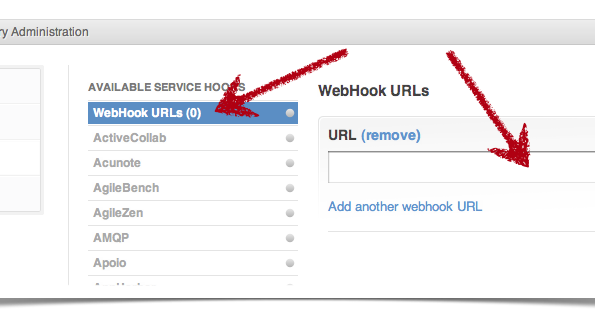 ry Administration
AVAILABLE SERVICE HOOKS
WebHook URLs (0)
ActiveCollab
Acunote
AgileBench
AgileZen
AMQP
Apoio
WebHook URLs
URL (remove)
Add another webhook URL